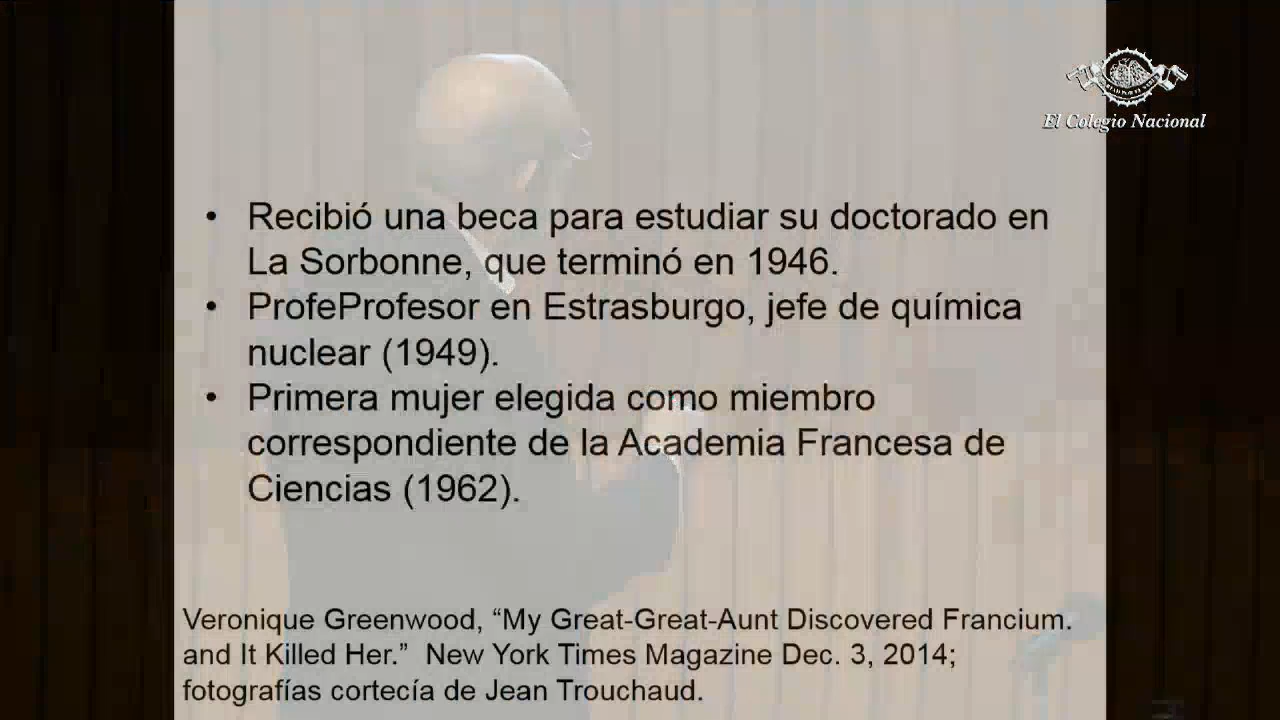 El Colegio Nacional
• Recibió una beca para estudiar su doctorado en
La Sorbonne, que terminó en 1946.
• ProfeProfesor en Estrasburgo, jefe de química
nuclear (1949).
• Primera mujer elegida como miembro
correspondiente de la Academia Francesa de
Ciencias (1962).
Veronique Greenwood, “My Great-Great-Aunt Discovered Francium.
and It Killed Her.” New York Times Magazine Dec. 3, 2014;
fotografías cortecía de Jean Trouchaud.